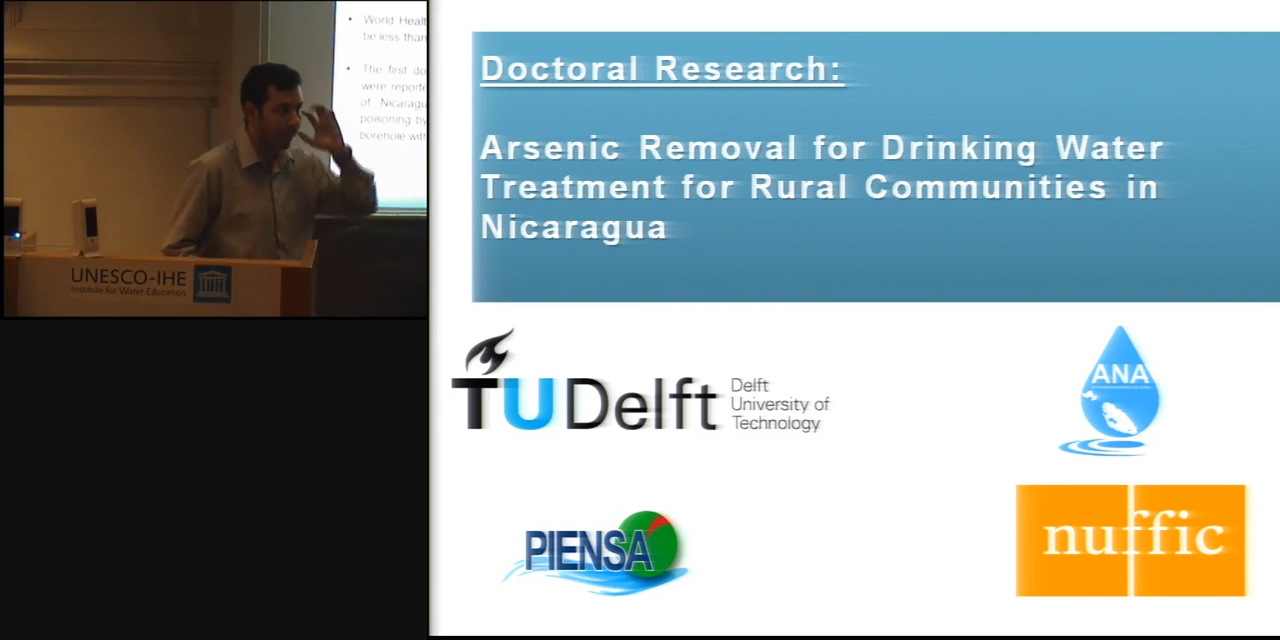 • World Heal
be less than
• The first do
were reporte
of Nicaragu
poisoning by
borehole with
UNESCO-IHE
Institute for Water Education
Doctoral Research:
Arsenic Removal for Drinking Water
Treatment for Rural Communities in
Nicaragua
TU Delft
Delft
University of
Technology
ANA
PIENSA
nuffic